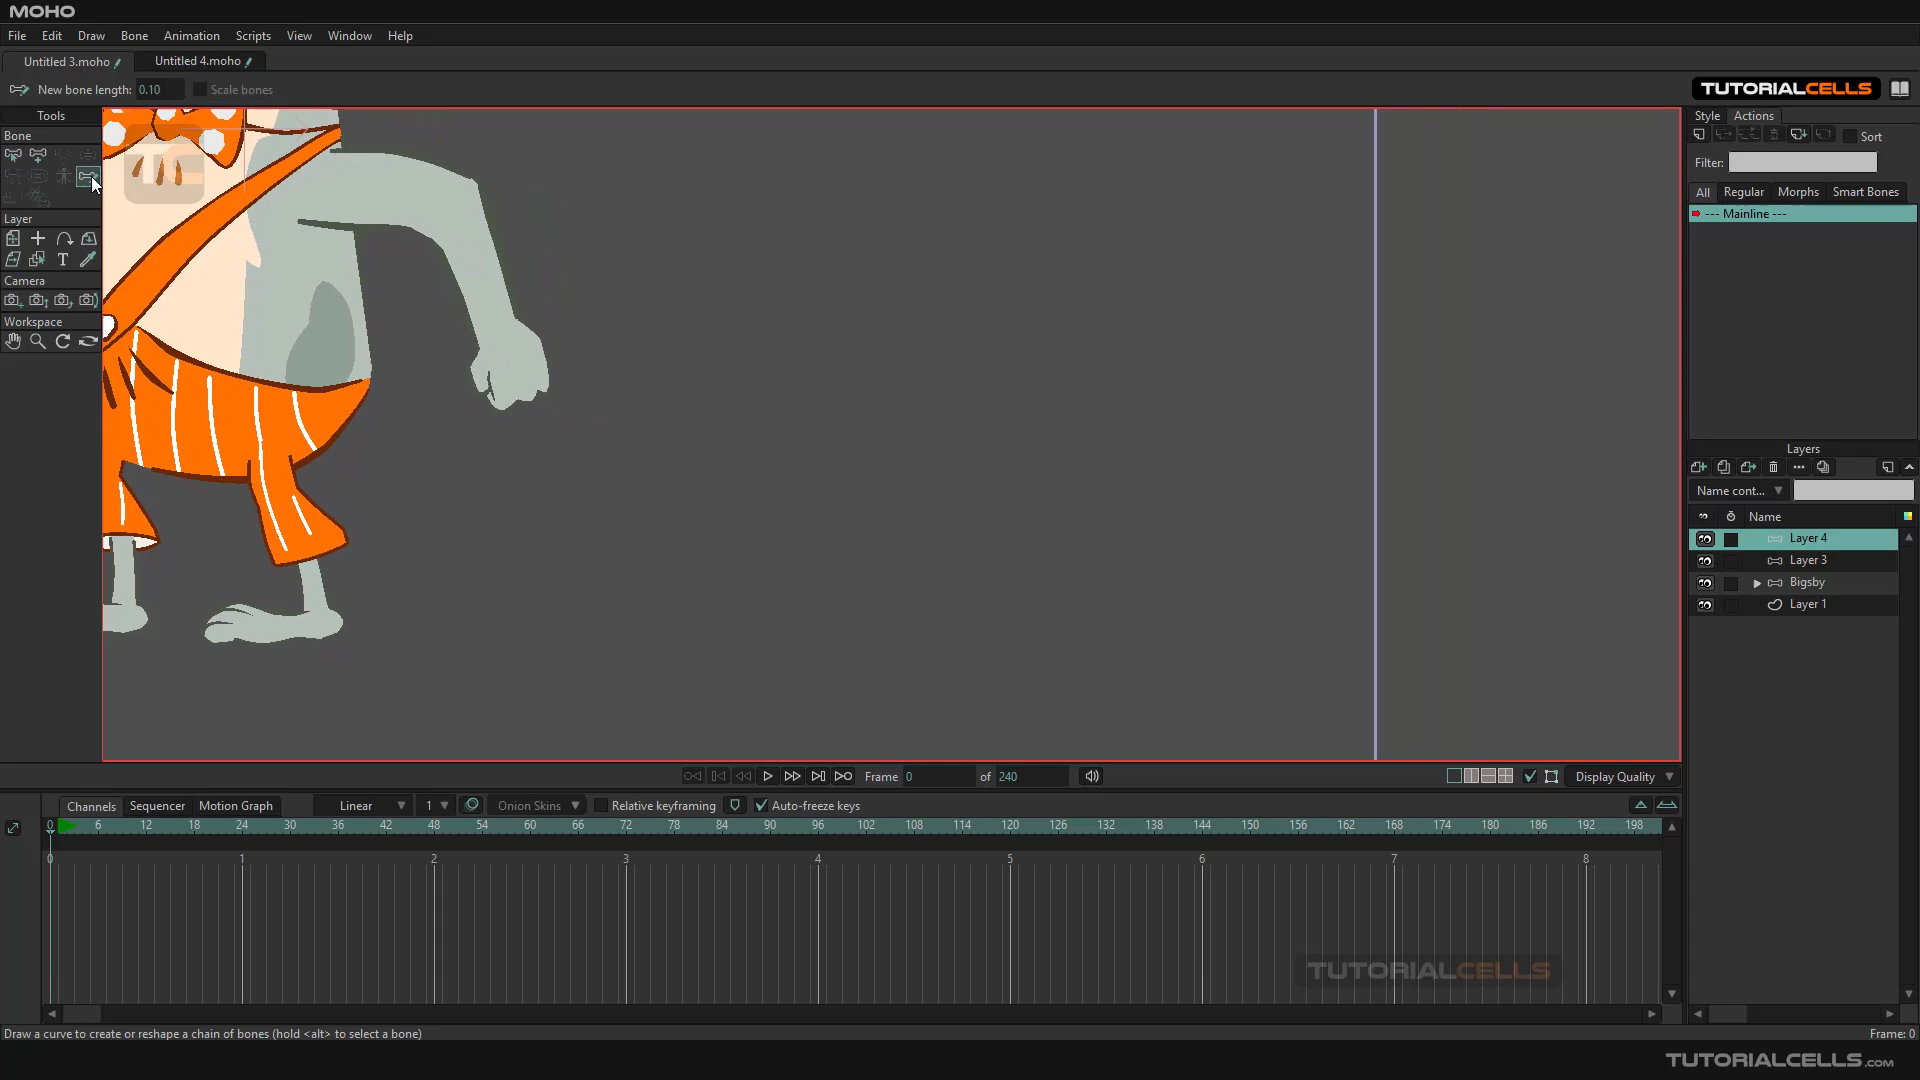 MOHO
File Edit Draw Bone Animation Scripts View Window Help
Untitled 3.moho Untitled 4.moho
New bone length: 0.10 Scale bones
TUTORIALCELLS
Tools
Bone
Layer
T
Camera
Workspace
Style Actions
Sort
Filter:
All Regular Morphs Smart Bones
--- Mainline ---
Layers
Name cont...
Name
Layer 4
Layer 3
Bigsby
Layer 1
Frame 0 of 240 Display Quality
Channels Sequencer Motion Graph Linear 1 Onion Skins Relative keyframing Auto-freeze keys
0 6 12 18 24 30 36 42 48 54 60 66 72 78 84 90 96 102 108 114 120 126 132 138 144 150 156 162 168 174 180 186 192 198
0 1 2 3 4 5 6 7 8
TUTORIALCELLS
Draw a curve to create or reshape a chain of bones (hold <alt> to select a bone) Frame: 0
TUTORIALCELLS.com